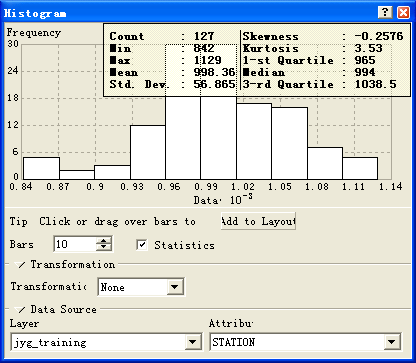 Histogram
Frequency
Count : 127 Skewness : -0.2576
Min : 842 Kurtosis : 3.53
Max : 1129 1-st Quartile : 965
Mean : 998.36 Median : 994
Std. Dev. : 56.865 3-rd Quartile : 1038.5
30
24
18
12
6
0.84 0.87 0.9 0.93 0.96 0.99 1.02 1.05 1.08 1.11 1.14
Data· 10⁻³
Tip Click or drag over bars to Add to Layout
Bars 10 Statistics
Transformation
Transformatic None
Data Source
Layer Attribu
jyg_training STATION